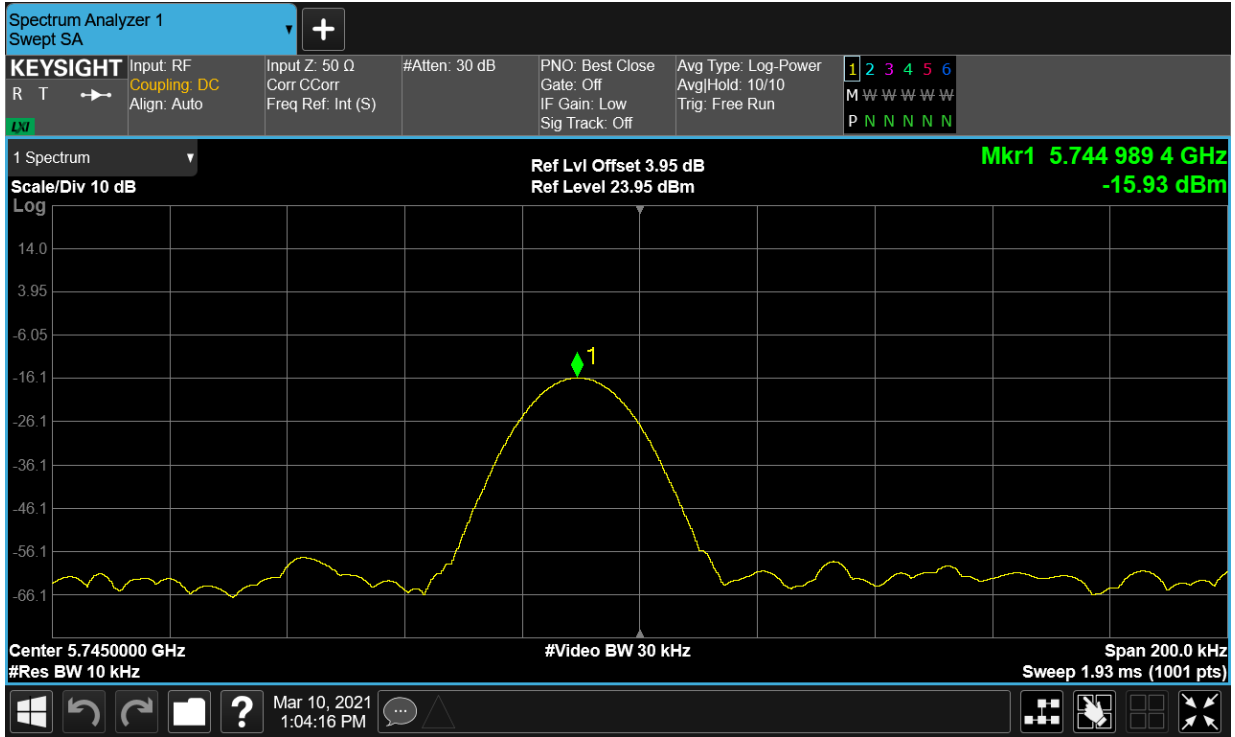 Spectrum Analyzer 1
Swept SA
KEYSIGHT
R T
LXI
Input: RF
Coupling: DC
Align: Auto
Input Z: 50 Ω
Corr CCorr
Freq Ref: Int (S)
#Atten: 30 dB
PNO: Best Close
Gate: Off
IF Gain: Low
Sig Track: Off
Avg Type: Log-Power
Avg|Hold: 10/10
Trig: Free Run
1 2 3 4 5 6
M W W W W W
P N N N N N
1 Spectrum
Scale/Div 10 dB
Log
Ref Lvl Offset 3.95 dB
Ref Level 23.95 dBm
Mkr1 5.744 989 4 GHz
-15.93 dBm
14.0
3.95
-6.05
1
-16.1
-26.1
-36.1
-46.1
-56.1
-66.1
Center 5.7450000 GHz
#Res BW 10 kHz
#Video BW 30 kHz
Span 200.0 kHz
Sweep 1.93 ms (1001 pts)
?
Mar 10, 2021
1:04:16 PM